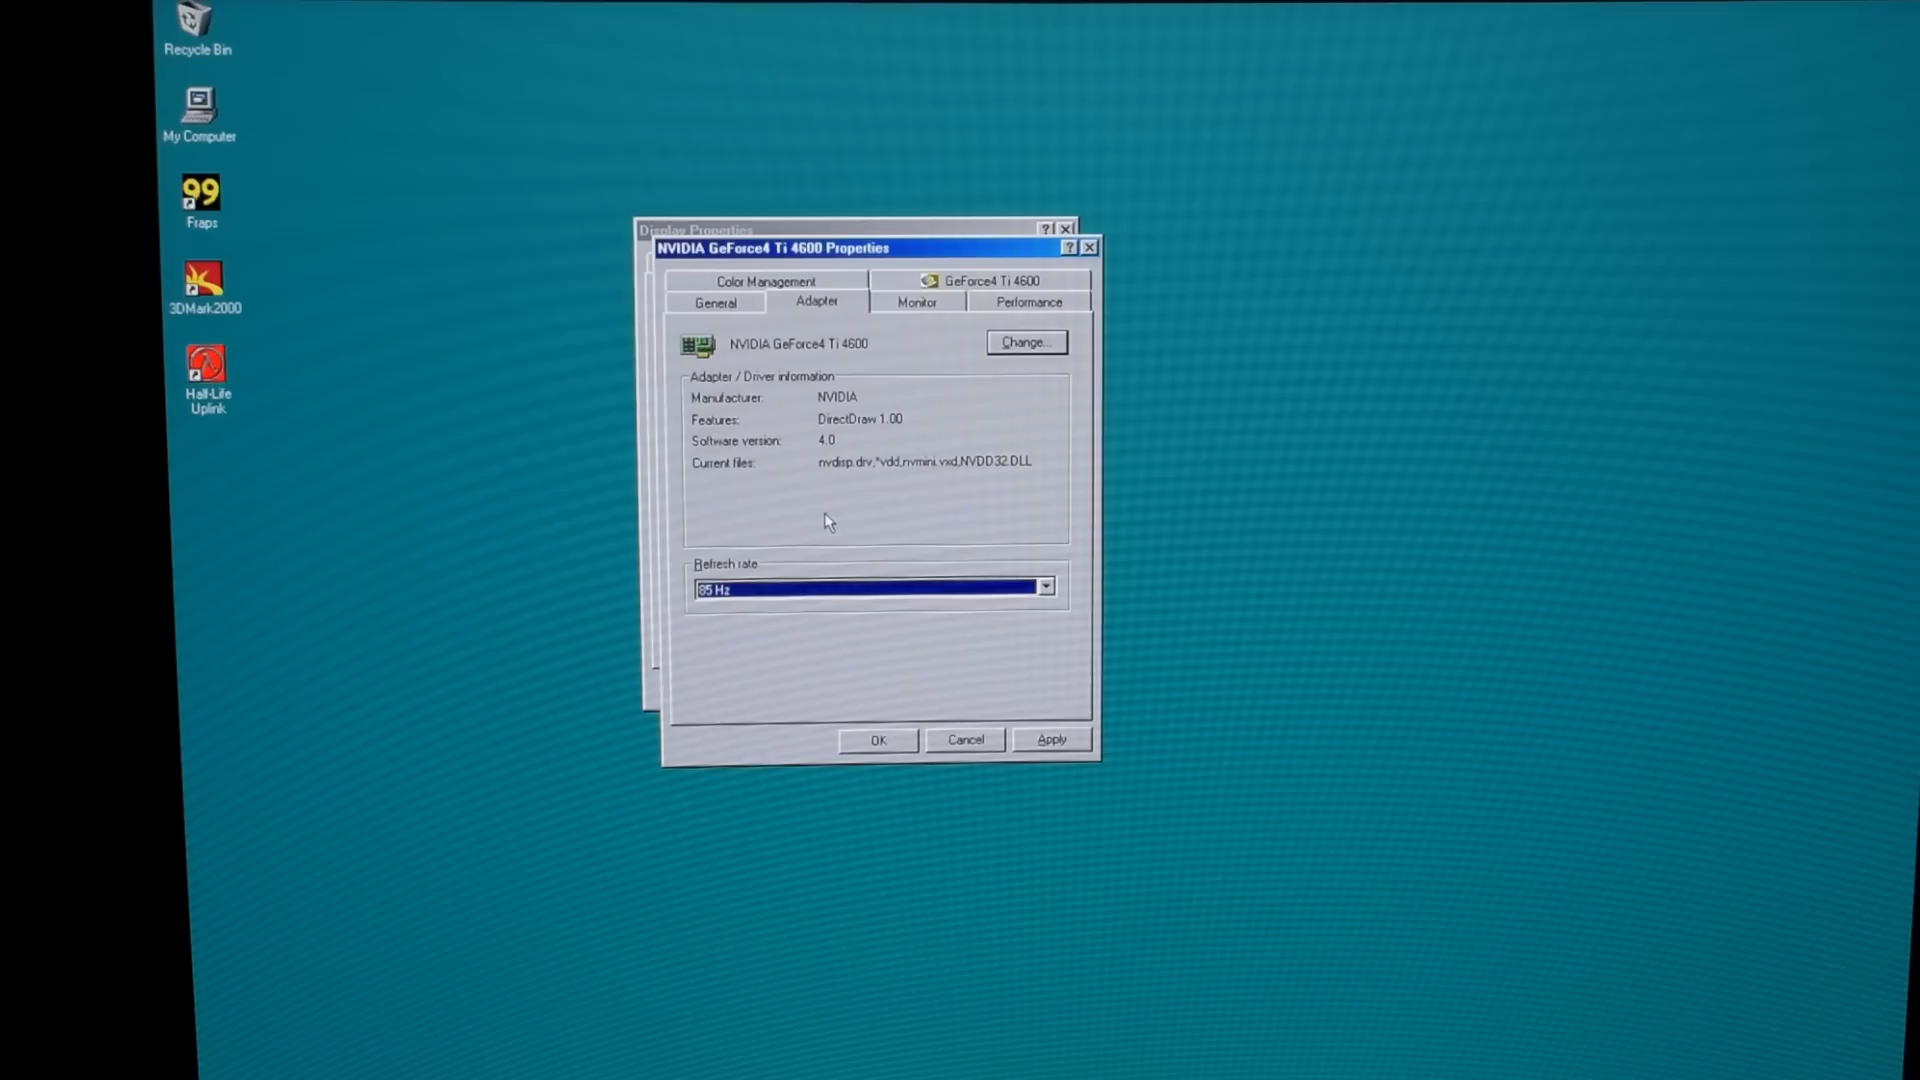 Recycle Bin
My Computer
99
Fraps
3DMark2000
Half-Life
Uplink
Display Properties
NVIDIA GeForce4 Ti 4600 Properties
Color Management
GeForce4 Ti 4600
General
Adapter
Monitor
Performance
NVIDIA GeForce4 Ti 4600
Change...
Adapter / Driver information
Manufacturer: NVIDIA
Features: DirectDraw 1.00
Software version: 4.0
Current files: nvdisp.drv,*vdd,nvmini.vxd,NVDD32.DLL
Refresh rate
85 Hz
OK
Cancel
Apply